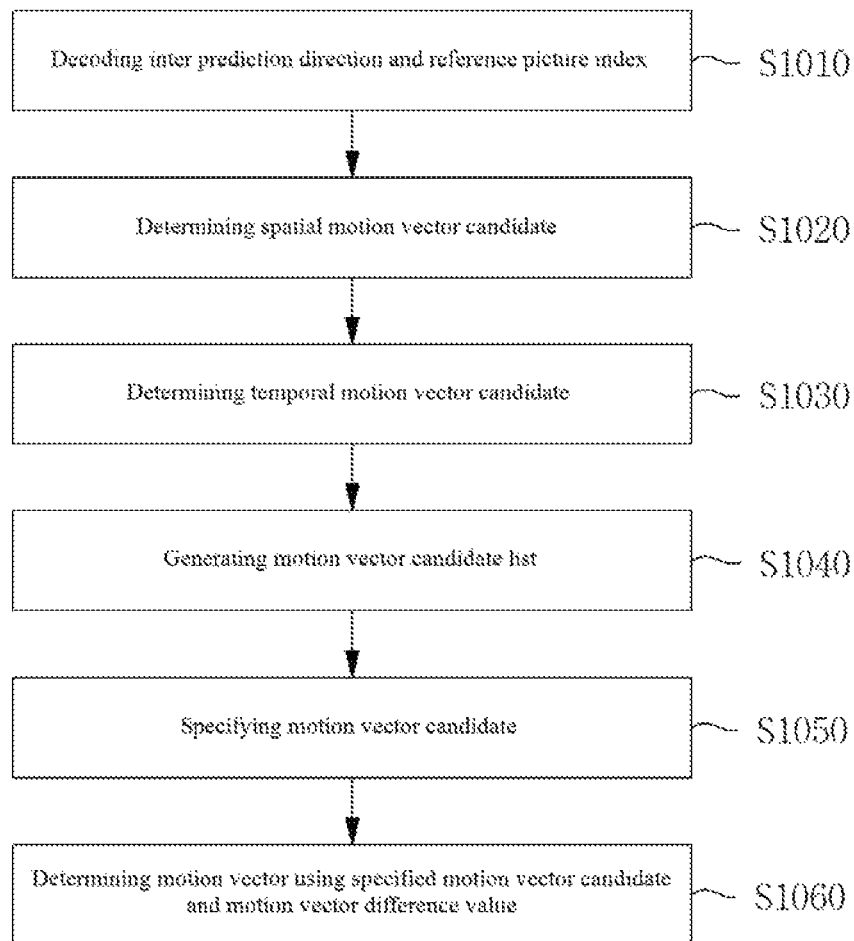 Decoding inter prediction direction and reference picture index
S1010
Determining spatial motion vector candidate
S1020
Determining temporal motion vector candidate
S1030
Generating motion vector candidate list
S1040
Specifying motion vector candidate
S1050
Determining motion vector using specified motion vector candidate
and motion vector difference value
S1060